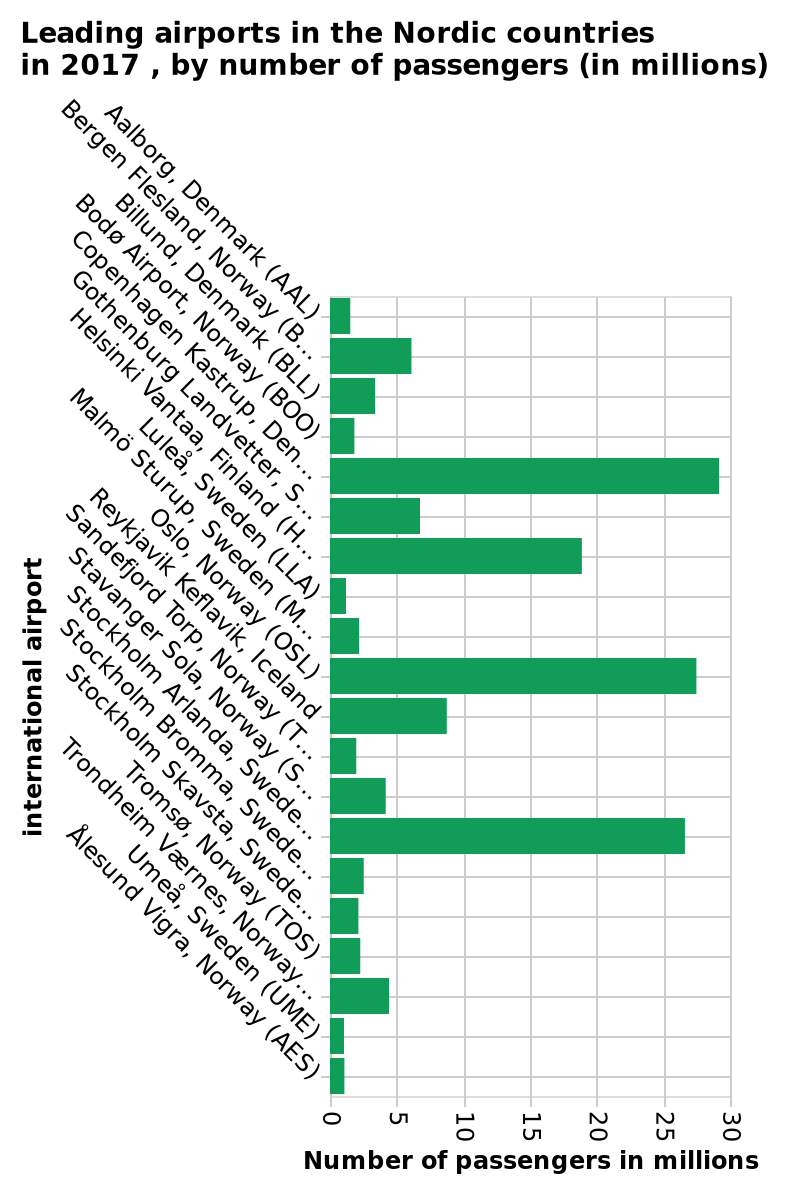 Leading airports in the Nordic countries
in 2017 , by number of passengers (in millions)
Aalborg, Denmark (AAL)
Bergen Flesland, Norway (B...
Billund, Denmark (BLL)
Bodø Airport, Norway (BOO)
Copenhagen Kastrup, Den...
Gothenburg Landvetter, S...
Helsinki Vantaa, Finland (H...
Luleå, Sweden (LLA)
Malmö Sturup, Sweden (M...
Oslo, Norway (OSL)
Reykjavik Keflavik, Iceland
Sandefjord Torp, Norway (T...
Stavanger Sola, Norway (S...
Stockholm Arlanda, Swede...
Stockholm Bromma, Swede...
Stockholm Skavsta, Swede...
Tromsø, Norway (TOS)
Trondheim Værnes, Norway...
Umeå, Sweden (UME)
Ålesund Vigra, Norway (AES)
international airport
0 5 10 15 20 25 30
Number of passengers in millions